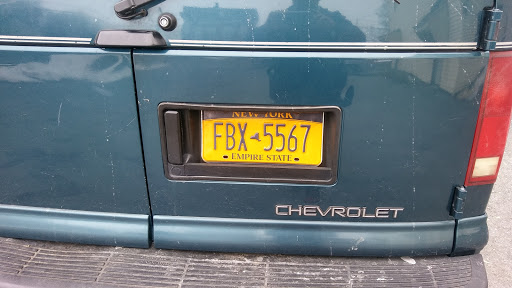 NEW YORK
FBX 5567
EMPIRE STATE
CHEVROLET